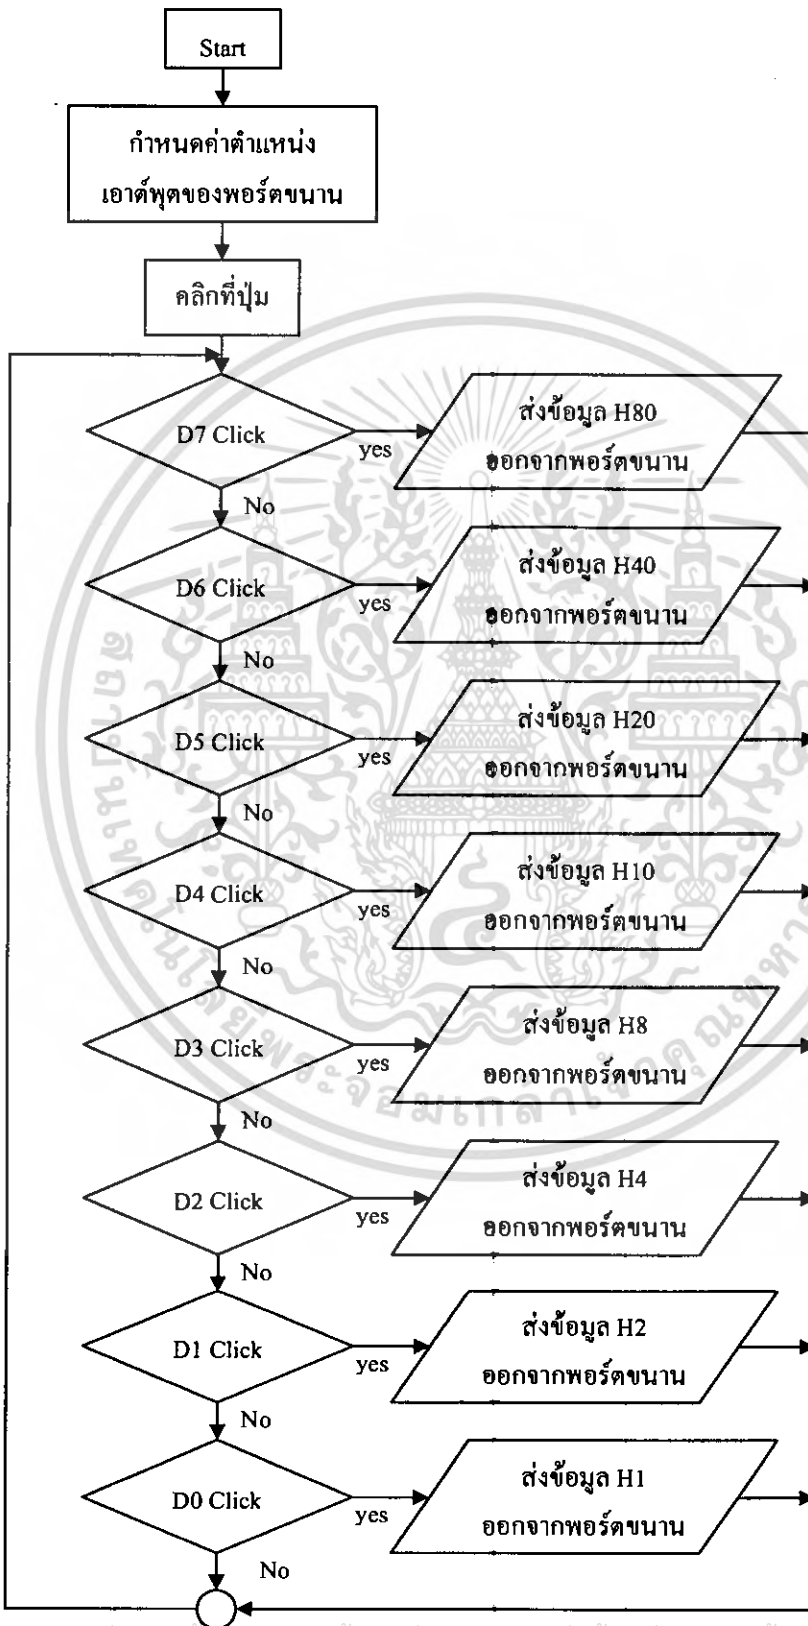 Start
กำหนดค่าตำแหน่ง
เอาต์พุตของพอร์ตขนาน
คลิกที่ปุ่ม
D7 Click
yes
ส่งข้อมูล H80
ออกจากพอร์ตขนาน
No
D6 Click
yes
ส่งข้อมูล H40
ออกจากพอร์ตขนาน
No
D5 Click
yes
ส่งข้อมูล H20
ออกจากพอร์ตขนาน
No
D4 Click
yes
ส่งข้อมูล H10
ออกจากพอร์ตขนาน
No
D3 Click
yes
ส่งข้อมูล H8
ออกจากพอร์ตขนาน
No
D2 Click
yes
ส่งข้อมูล H4
ออกจากพอร์ตขนาน
No
D1 Click
yes
ส่งข้อมูล H2
ออกจากพอร์ตขนาน
No
D0 Click
yes
ส่งข้อมูล H1
ออกจากพอร์ตขนาน
No